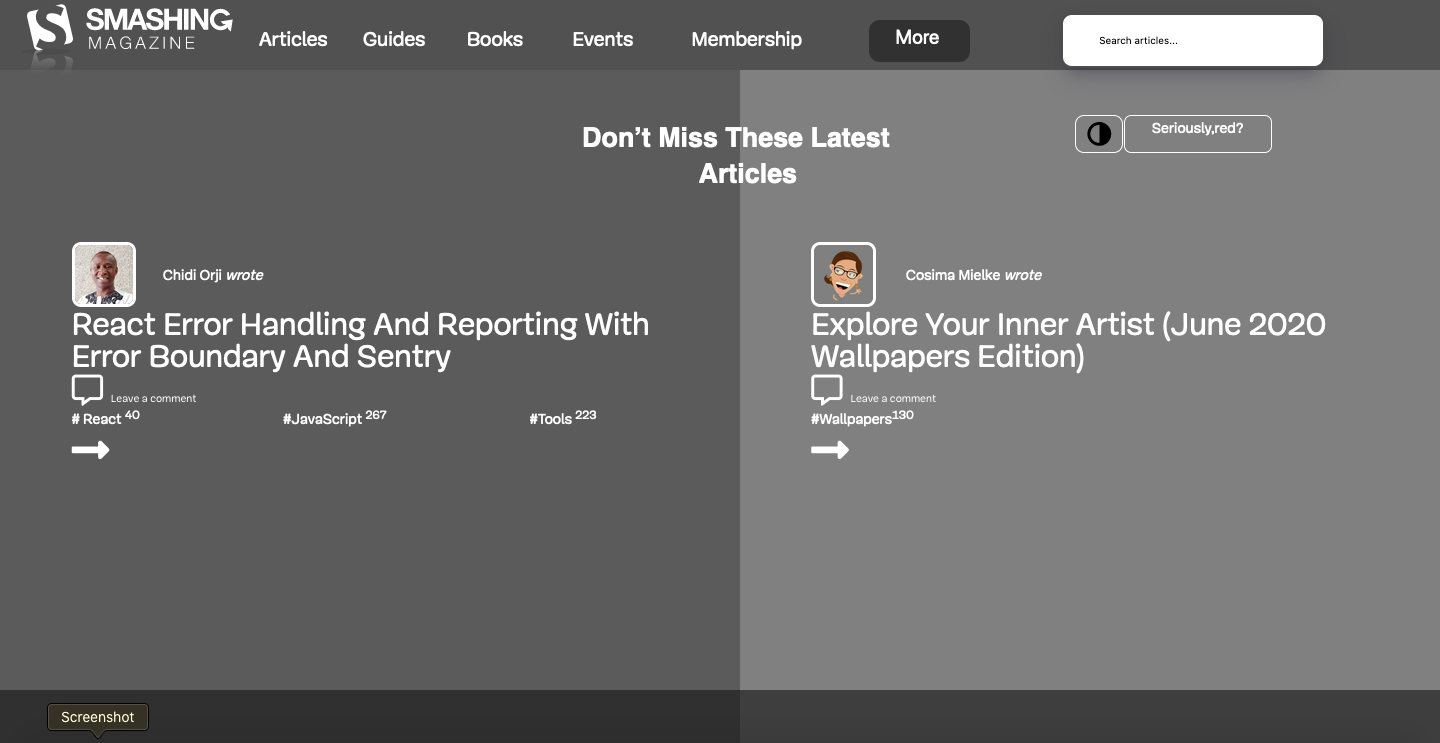 SMASHING
MAGAZINE
Articles Guides Books Events Membership More Search articles...
Don’t Miss These Latest
Articles
Seriously,red?
Chidi Orji wrote
React Error Handling And Reporting With
Error Boundary And Sentry
Leave a comment
# React 40 #JavaScript 267 #Tools 223
Cosima Mielke wrote
Explore Your Inner Artist (June 2020
Wallpapers Edition)
Leave a comment
#Wallpapers130
Screenshot